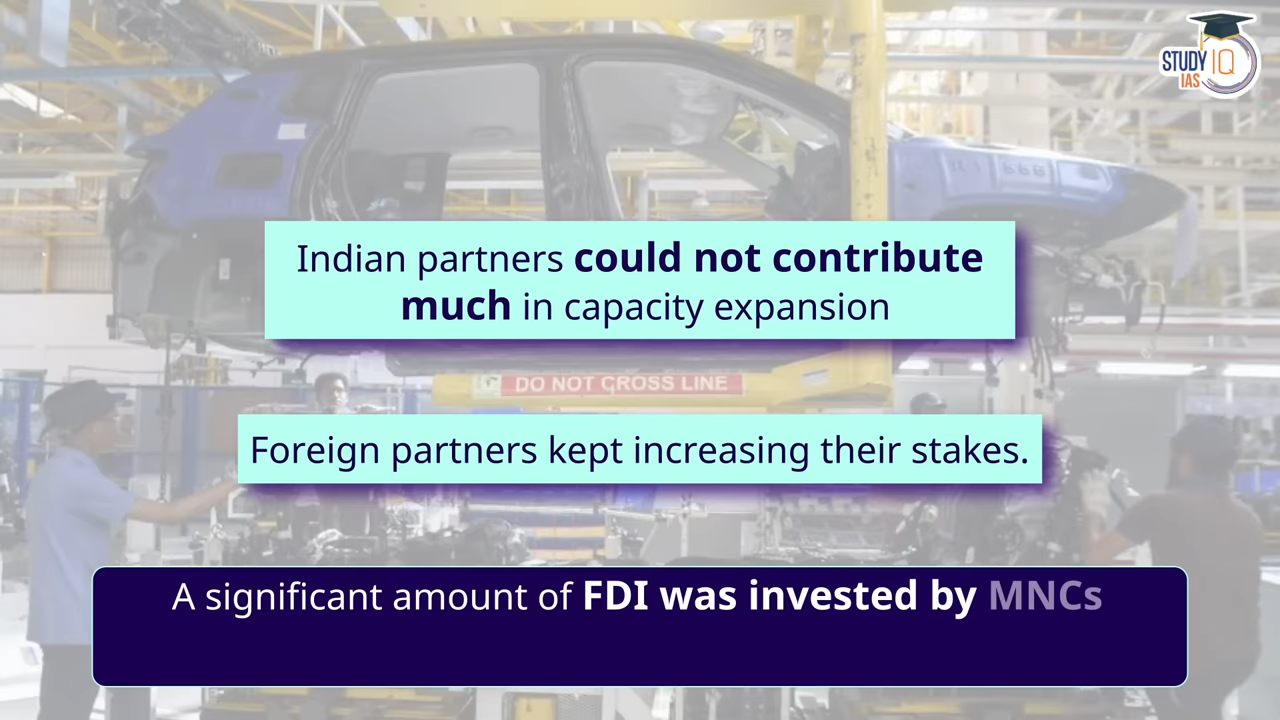 STUDY IQ
IAS
Indian partners could not contribute
much in capacity expansion
DO NOT CROSS LINE
Foreign partners kept increasing their stakes.
A significant amount of FDI was invested by MNCs